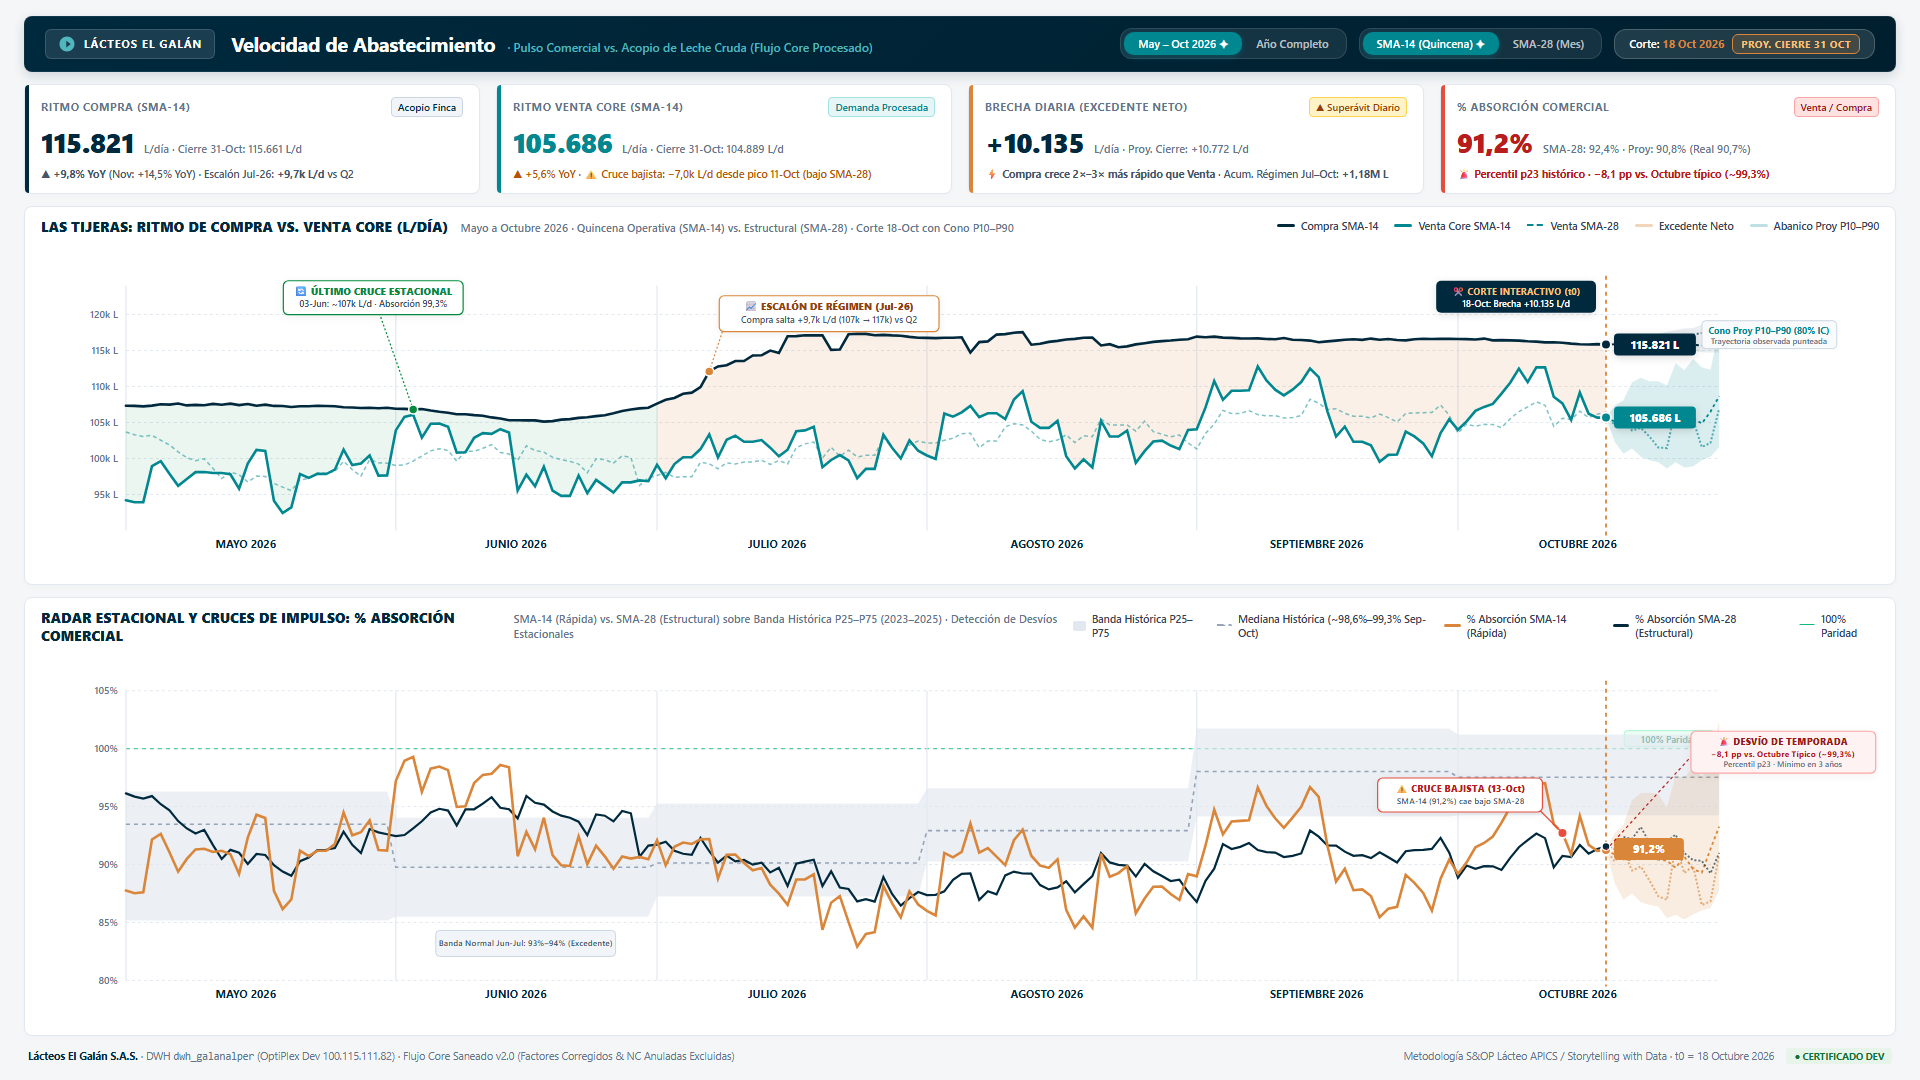 LÁCTEOS EL GALÁN
Velocidad de Abastecimiento · Pulso Comercial vs. Acopio de Leche Cruda (Flujo Core Procesado)
May – Oct 2026 ✦ Año Completo
SMA-14 (Quincena) ✦ SMA-28 (Mes)
Corte: 18 Oct 2026 PROY. CIERRE 31 OCT
RITMO COMPRA (SMA-14) Acopio Finca
115.821 L/día · Cierre 31-Oct: 115.661 L/d
▲ +9,8% YoY (Nov: +14,5% YoY) · Escalón Jul-26: +9,7k L/d vs Q2
RITMO VENTA CORE (SMA-14) Demanda Procesada
105.686 L/día · Cierre 31-Oct: 104.889 L/d
▲ +5,6% YoY · ⚠️ Cruce bajista: −7,0k L/d desde pico 11-Oct (bajo SMA-28)
BRECHA DIARIA (EXCEDENTE NETO) ▲ Superávit Diario
+10.135 L/día · Proy. Cierre: +10.772 L/d
⚡ Compra crece 2×–3× más rápido que Venta · Acum. Régimen Jul–Oct: +1,18M L
% ABSORCIÓN COMERCIAL Venta / Compra
91,2% SMA-28: 92,4% · Proy: 90,8% (Real 90,7%)
🚨 Percentil p23 histórico · −8,1 pp vs. Octubre típico (~99,3%)
LAS TIJERAS: RITMO DE COMPRA VS. VENTA CORE (L/DÍA) Mayo a Octubre 2026 · Quincena Operativa (SMA-14) vs. Estructural (SMA-28) · Corte 18-Oct con Cono P10–P90
Compra SMA-14 Venta Core SMA-14 Venta SMA-28 Excedente Neto Abanico Proy P10–P90
🔄 ÚLTIMO CRUCE ESTACIONAL
03-Jun: ~107k L/d · Absorción 99,3%
📈 ESCALÓN DE RÉGIMEN (Jul-26)
Compra salta +9,7k L/d (107k → 117k) vs Q2
✂️ CORTE INTERACTIVO (t0)
18-Oct: Brecha +10.135 L/d
Cono Proy P10–P90 (80% IC)
Trayectoria observada punteada
115.821 L
105.686 L
120k L
115k L
110k L
105k L
100k L
95k L
MAYO 2026 JUNIO 2026 JULIO 2026 AGOSTO 2026 SEPTIEMBRE 2026 OCTUBRE 2026
RADAR ESTACIONAL Y CRUCES DE IMPULSO: % ABSORCIÓN
COMERCIAL
SMA-14 (Rápida) vs. SMA-28 (Estructural) sobre Banda Histórica P25–P75 (2023–2025) · Detección de Desvíos
Estacionales
Banda Histórica P25–
P75
Mediana Histórica (~98,6%–99,3% Sep-
Oct)
% Absorción SMA-14
(Rápida)
% Absorción SMA-28
(Estructural)
100%
Paridad
105%
100%
95%
90%
85%
80%
100% Parida
🚨 DESVÍO DE TEMPORADA
−8,1 pp vs. Octubre Típico (~99,3%)
Percentil p23 · Mínimo en 3 años
⚠️ CRUCE BAJISTA (13-Oct)
SMA-14 (91,2%) cae bajo SMA-28
91,2%
Banda Normal Jun-Jul: 93%–94% (Excedente)
MAYO 2026 JUNIO 2026 JULIO 2026 AGOSTO 2026 SEPTIEMBRE 2026 OCTUBRE 2026
Lácteos El Galán S.A.S. · DWH dwh_galanalper (OptiPlex Dev 100.115.111.82) · Flujo Core Saneado v2.0 (Factores Corregidos & NC Anuladas Excluidas)
Metodología S&OP Lácteo APICS / Storytelling with Data · t0 = 18 Octubre 2026 ● CERTIFICADO DEV